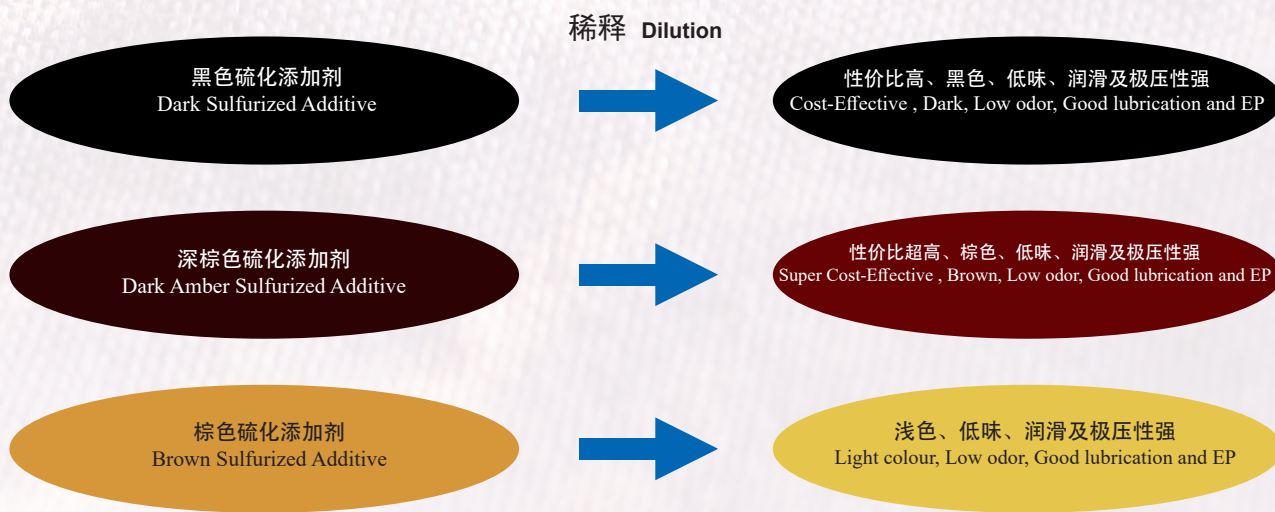 稀释 Dilution
黑色硫化添加剂
Dark Sulfurized Additive
性价比高、黑色、低味、润滑及极压性强
Cost-Effective , Dark, Low odor, Good lubrication and EP
深棕色硫化添加剂
Dark Amber Sulfurized Additive
性价比超高、棕色、低味、润滑及极压性强
Super Cost-Effective , Brown, Low odor, Good lubrication and EP
棕色硫化添加剂
Brown Sulfurized Additive
浅色、低味、润滑及极压性强
Light colour, Low odor, Good lubrication and EP